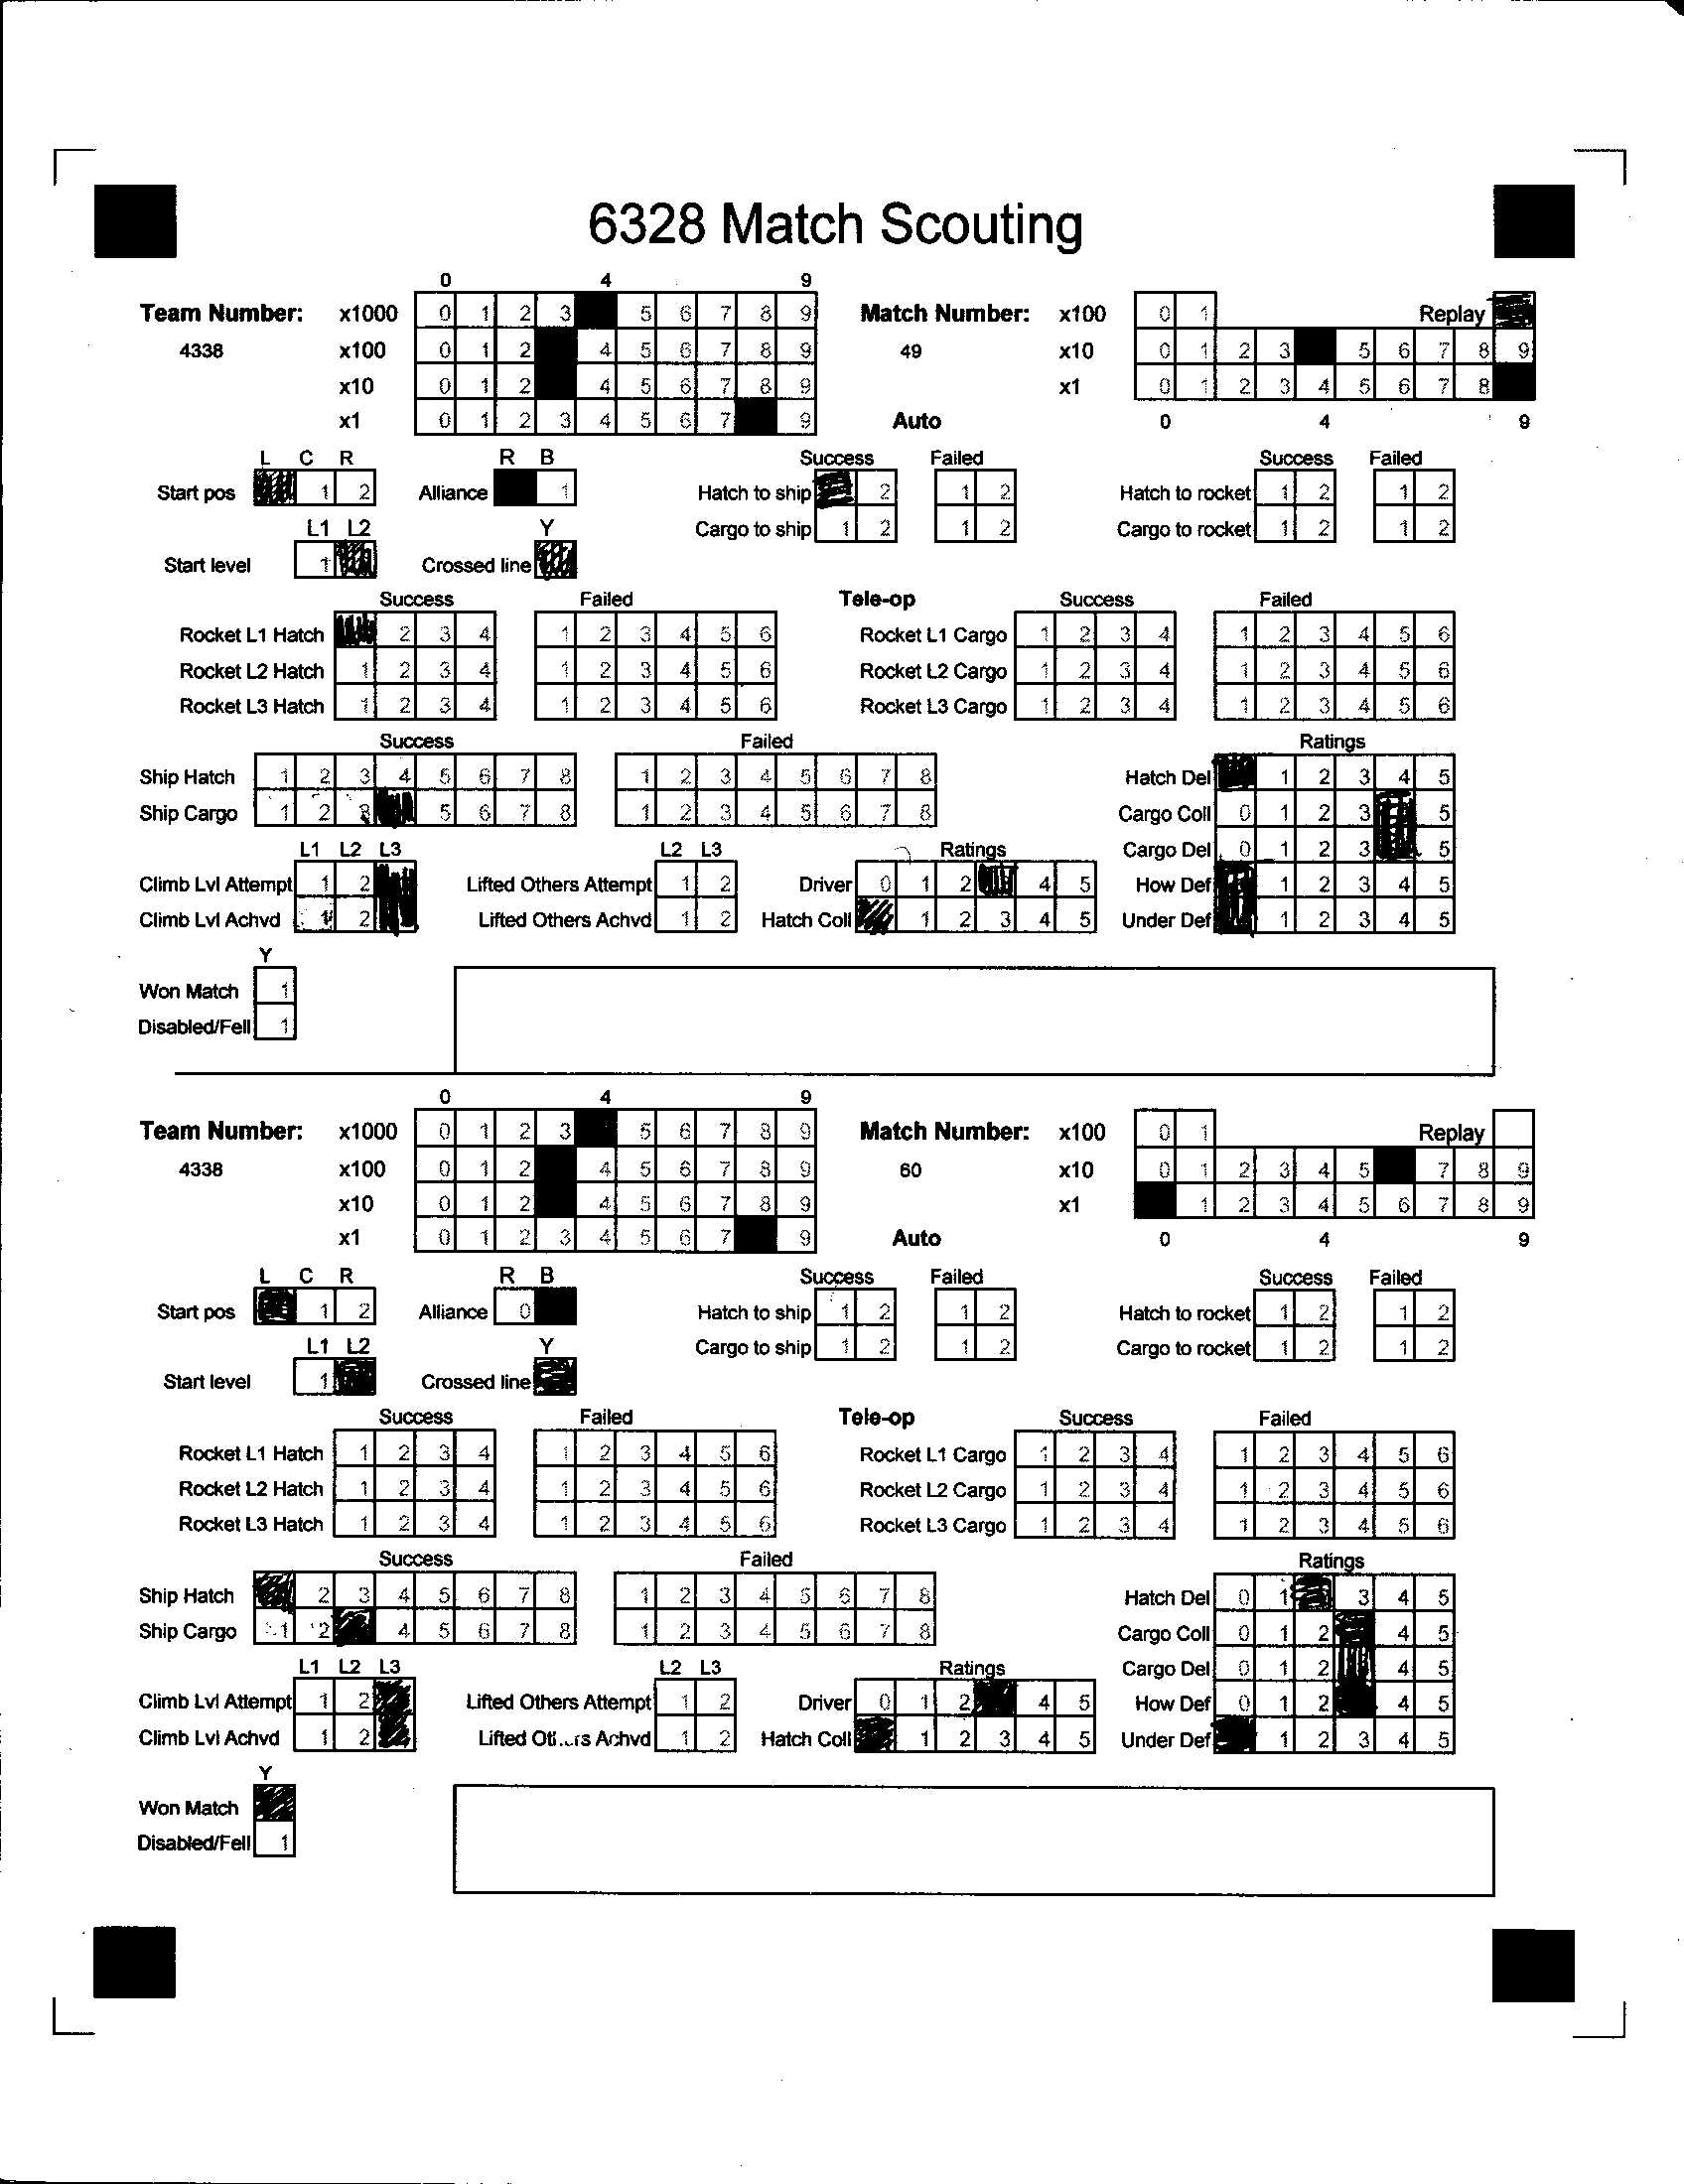 6328 Match Scouting
0 4 9
Team Number: x1000 0 1 2 3 5 6 7 8 9 Match Number: x100 0 1 Replay
4338 x100 0 1 2 4 5 6 7 8 9 49 x10 0 1 2 3 5 6 7 8 9
x10 0 1 2 4 5 6 7 8 9 x1 0 1 2 3 4 5 6 7 8
x1 0 1 2 3 4 5 6 7 9 Auto 0 4 9
L C R R B Success Failed Success Failed
Start pos 1 2 Alliance 1 Hatch to ship 2 1 2 Hatch to rocket 1 2 1 2
L1 L2 Y Cargo to ship 1 2 1 2 Cargo to rocket 1 2 1 2
Start level 1 Crossed line
Success Failed Tele-op Success Failed
Rocket L1 Hatch 2 3 4 1 2 3 4 5 6 Rocket L1 Cargo 1 2 3 4 1 2 3 4 5 6
Rocket L2 Hatch 1 2 3 4 1 2 3 4 5 6 Rocket L2 Cargo 1 2 3 4 1 2 3 4 5 6
Rocket L3 Hatch 1 2 3 4 1 2 3 4 5 6 Rocket L3 Cargo 1 2 3 4 1 2 3 4 5 6
Success Failed Ratings
Ship Hatch 1 2 3 4 5 6 7 8 1 2 3 4 5 6 7 8 Hatch Del 1 2 3 4 5
Ship Cargo 1 2 3 5 6 7 8 1 2 3 4 5 6 7 8 Cargo Coll 0 1 2 3 5
L1 L2 L3 L2 L3 Ratings Cargo Del 0 1 2 3 5
Climb Lvl Attempt 1 2 Lifted Others Attempt 1 2 Driver 0 1 2 4 5 How Def 1 2 3 4 5
Climb Lvl Achvd 1 2 Lifted Others Achvd 1 2 Hatch Coll 1 2 3 4 5 Under Def 1 2 3 4 5
Y
Won Match 1
Disabled/Fell 1
0 4 9
Team Number: x1000 0 1 2 3 5 6 7 8 9 Match Number: x100 0 1 Replay
4338 x100 0 1 2 4 5 6 7 8 9 60 x10 0 1 2 3 4 5 7 8 9
x10 0 1 2 4 5 6 7 8 9 x1 1 2 3 4 5 6 7 8 9
x1 0 1 2 3 4 5 6 7 9 Auto 0 4 9
L C R R B Success Failed Success Failed
Start pos 1 2 Alliance 0 Hatch to ship 1 2 1 2 Hatch to rocket 1 2 1 2
L1 L2 Y Cargo to ship 1 2 1 2 Cargo to rocket 1 2 1 2
Start level 1 Crossed line
Success Failed Tele-op Success Failed
Rocket L1 Hatch 1 2 3 4 1 2 3 4 5 6 Rocket L1 Cargo 1 2 3 4 1 2 3 4 5 6
Rocket L2 Hatch 1 2 3 4 1 2 3 4 5 6 Rocket L2 Cargo 1 2 3 4 1 2 3 4 5 6
Rocket L3 Hatch 1 2 3 4 1 2 3 4 5 6 Rocket L3 Cargo 1 2 3 4 1 2 3 4 5 6
Success Failed Ratings
Ship Hatch 2 3 4 5 6 7 8 1 2 3 4 5 6 7 8 Hatch Del 0 1 3 4 5
Ship Cargo 1 2 4 5 6 7 8 1 2 3 4 5 6 7 8 Cargo Coll 0 1 2 4 5
L1 L2 L3 L2 L3 Ratings Cargo Del 0 1 2 4 5
Climb Lvl Attempt 1 2 Lifted Others Attempt 1 2 Driver 0 1 2 4 5 How Def 0 1 2 4 5
Climb Lvl Achvd 1 2 Lifted Achvd 1 2 Hatch Coll 1 2 3 4 5 Under Def 1 2 3 4 5
Y
Won Match
Disabled/Fell 1